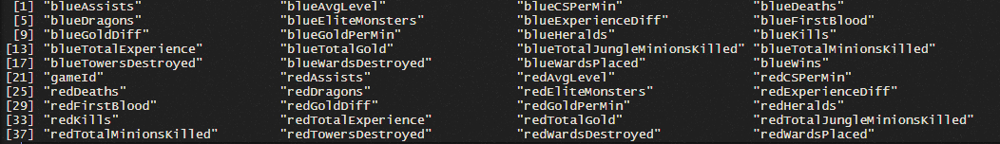 [1] "blueAssists" "blueAvgLevel" "blueCSPerMin" "blueDeaths"
[5] "blueDragons" "blueEliteMonsters" "blueExperienceDiff" "blueFirstBlood"
[9] "blueGoldDiff" "blueGoldPerMin" "blueHeralds" "blueKills"
[13] "blueTotalExperience" "blueTotalGold" "blueTotalJungleMinionsKilled" "blueTotalMinionsKilled"
[17] "blueTowersDestroyed" "blueWardsDestroyed" "blueWardsPlaced" "blueWins"
[21] "gameId" "redAssists" "redAvgLevel" "redCSPerMin"
[25] "redDeaths" "redDragons" "redEliteMonsters" "redExperienceDiff"
[29] "redFirstBlood" "redGoldDiff" "redGoldPerMin" "redHeralds"
[33] "redKills" "redTotalExperience" "redTotalGold" "redTotalJungleMinionsKilled"
[37] "redTotalMinionsKilled" "redTowersDestroyed" "redWardsDestroyed" "redWardsPlaced"